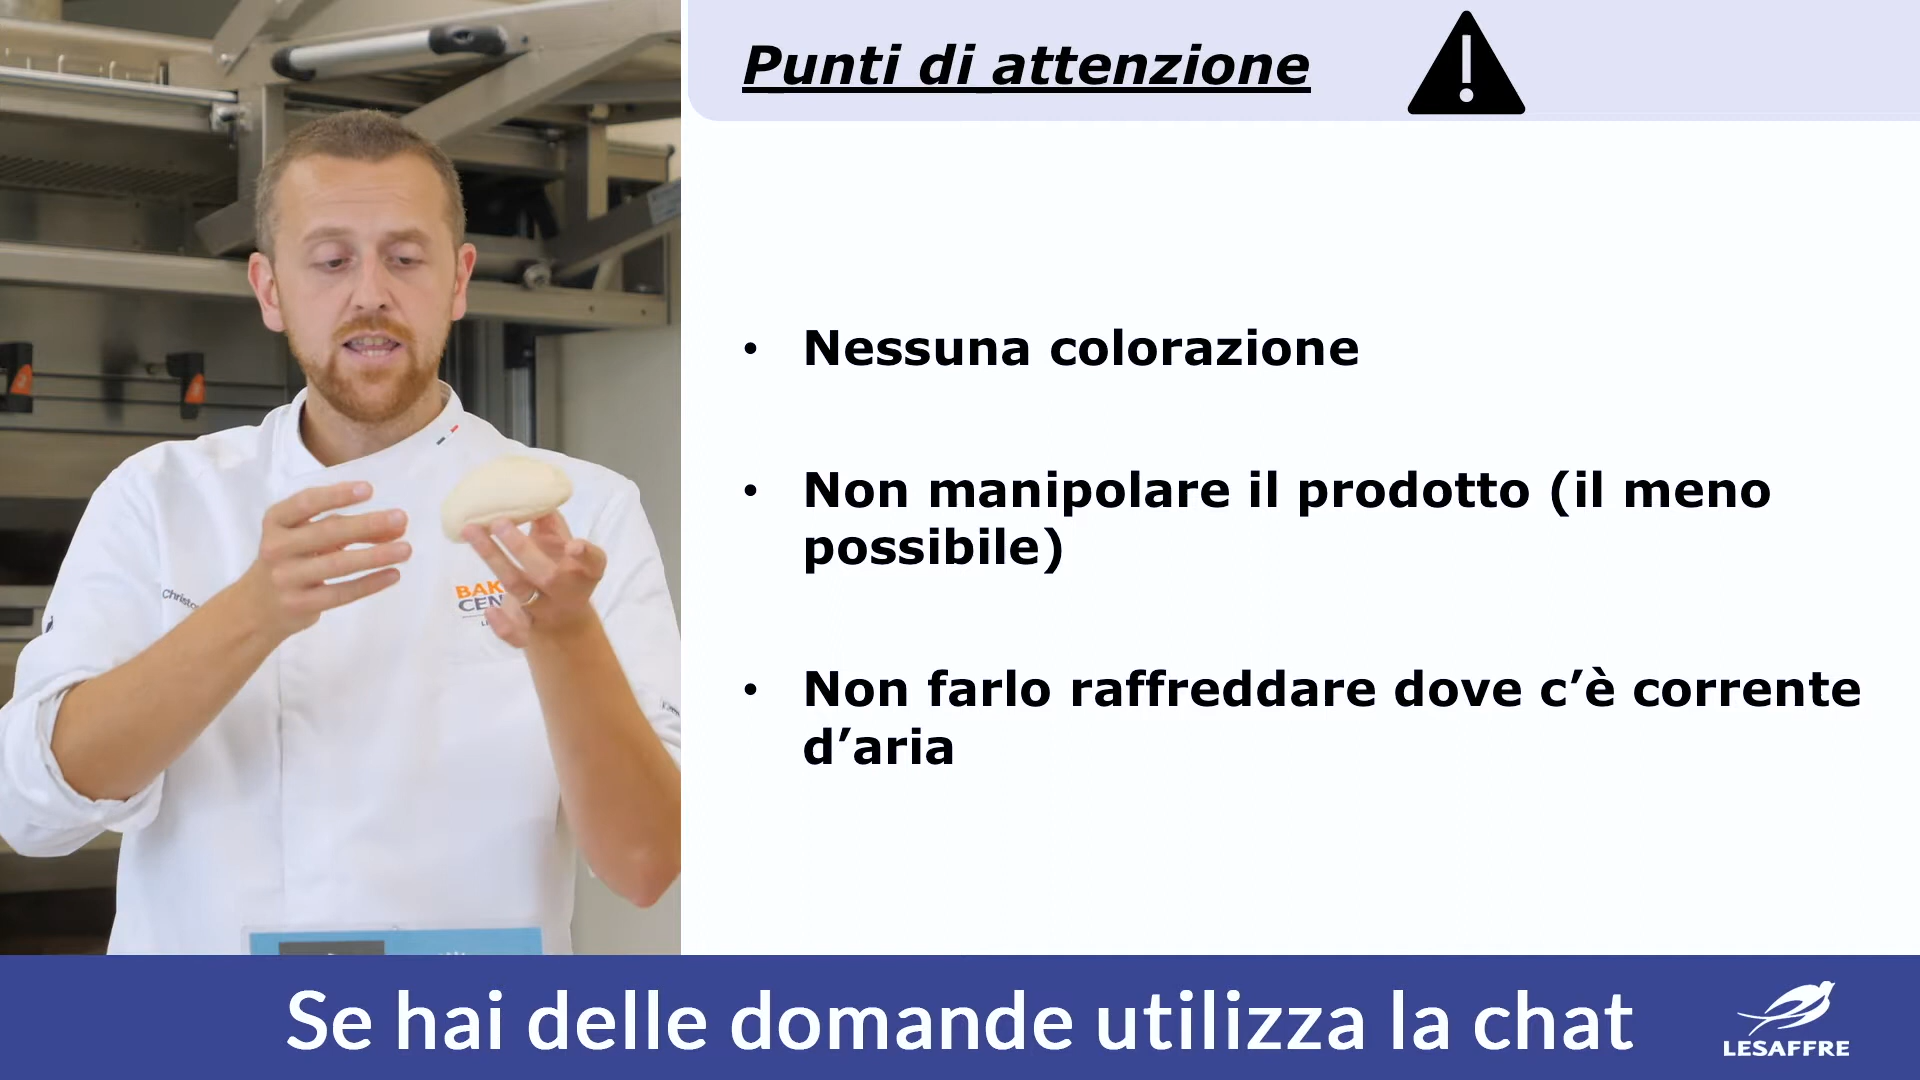 Punti di attenzione
• Nessuna colorazione
• Non manipolare il prodotto (il meno
possibile)
• Non farlo raffreddare dove c’è corrente
d’aria
Se hai delle domande utilizza la chat
LESAFFRE